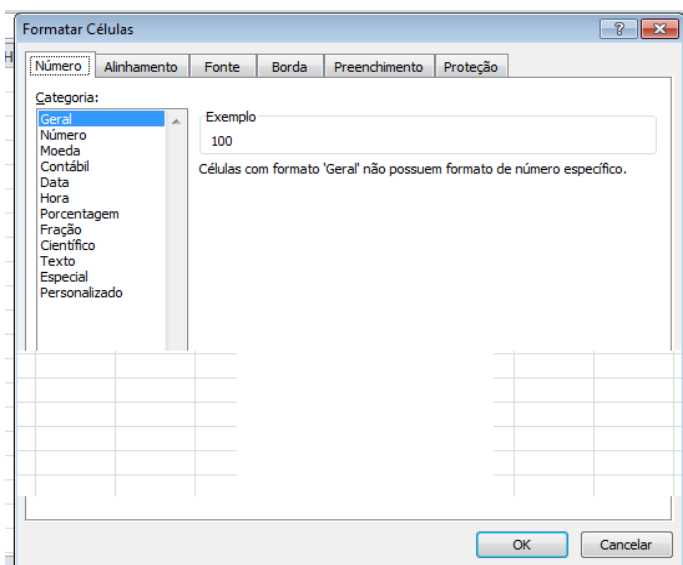 Formatar Células
H
Número Alinhamento Fonte Borda Preenchimento Proteção
Categoria:
Geral
Número
Moeda
Contábil
Data
Hora
Porcentagem
Fração
Científico
Texto
Especial
Personalizado
Exemplo
100
Células com formato 'Geral' não possuem formato de número específico.
OK Cancelar